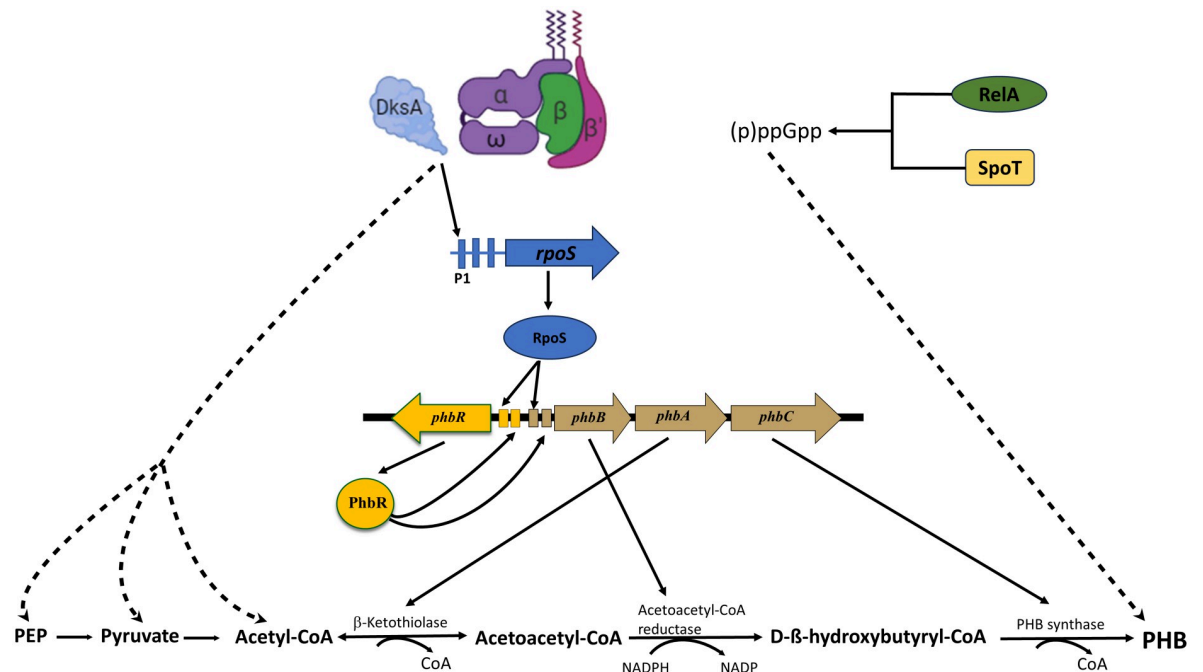 DksA
α
β
β'
ω
(p)ppGpp
RelA
SpoT
rpoS
P1
RpoS
phbR
phbB
phbA
phbC
PhbR
β-Ketothiolase
Acetoacetyl-CoA
reductase
PHB synthase
PEP
Pyruvate
Acetyl-CoA
Acetoacetyl-CoA
D-ß-hydroxybutyryl-CoA
PHB
CoA
NADPH
NADP
CoA